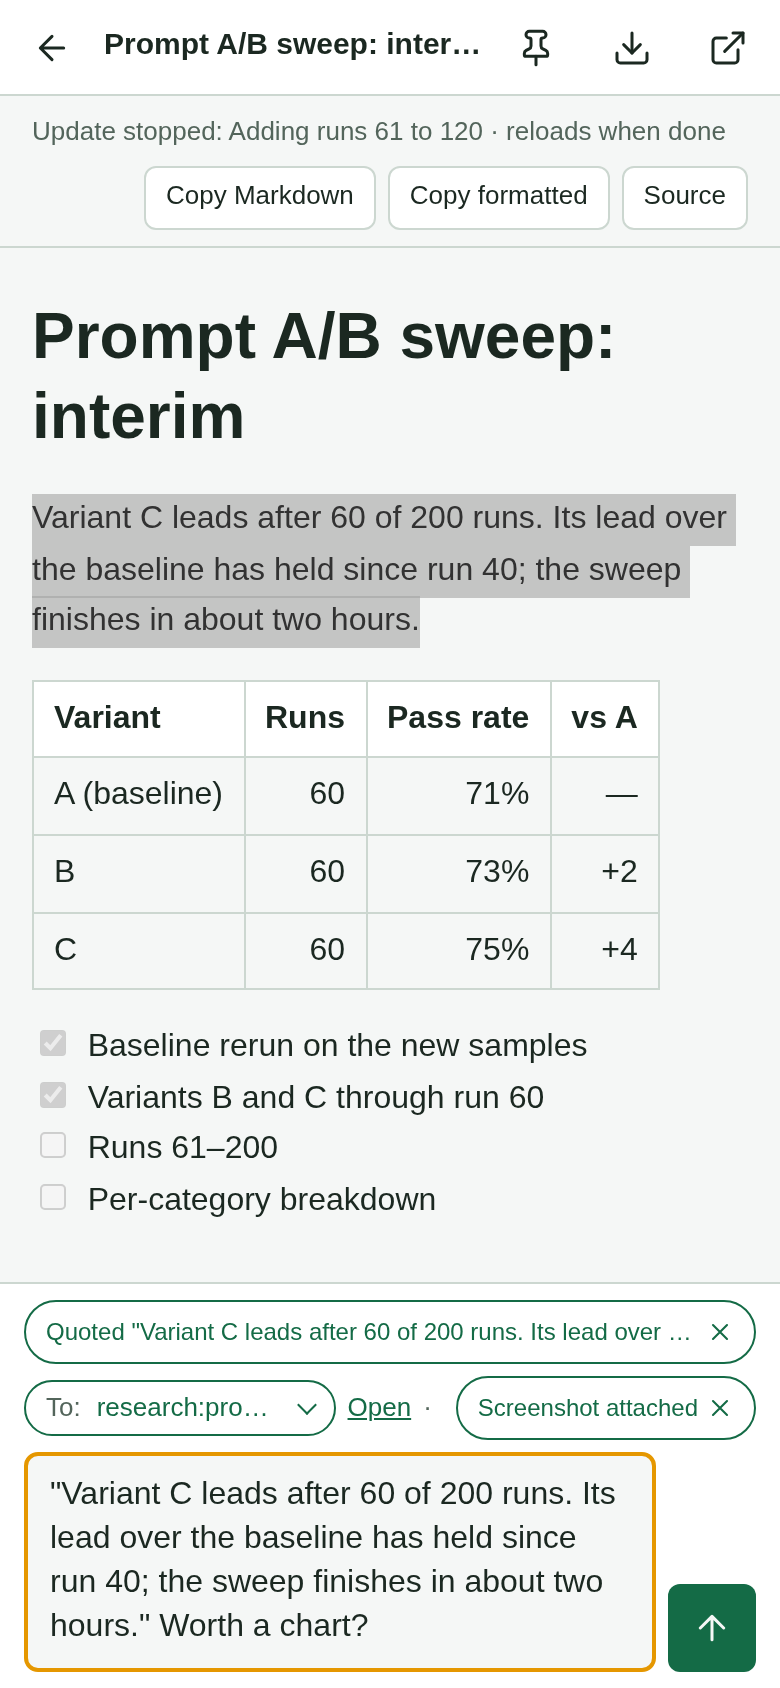 Prompt A/B sweep: inter…
Update stopped: Adding runs 61 to 120 · reloads when done
Copy Markdown
Copy formatted
Source
Prompt A/B sweep:
interim
Variant C leads after 60 of 200 runs. Its lead over
the baseline has held since run 40; the sweep
finishes in about two hours.
Variant Runs Pass rate vs A
A (baseline) 60 71% —
B 60 73% +2
C 60 75% +4
Baseline rerun on the new samples
Variants B and C through run 60
Runs 61–200
Per-category breakdown
Quoted "Variant C leads after 60 of 200 runs. Its lead over …
To: research:pro… Open · Screenshot attached
"Variant C leads after 60 of 200 runs. Its
lead over the baseline has held since
run 40; the sweep finishes in about two
hours." Worth a chart?